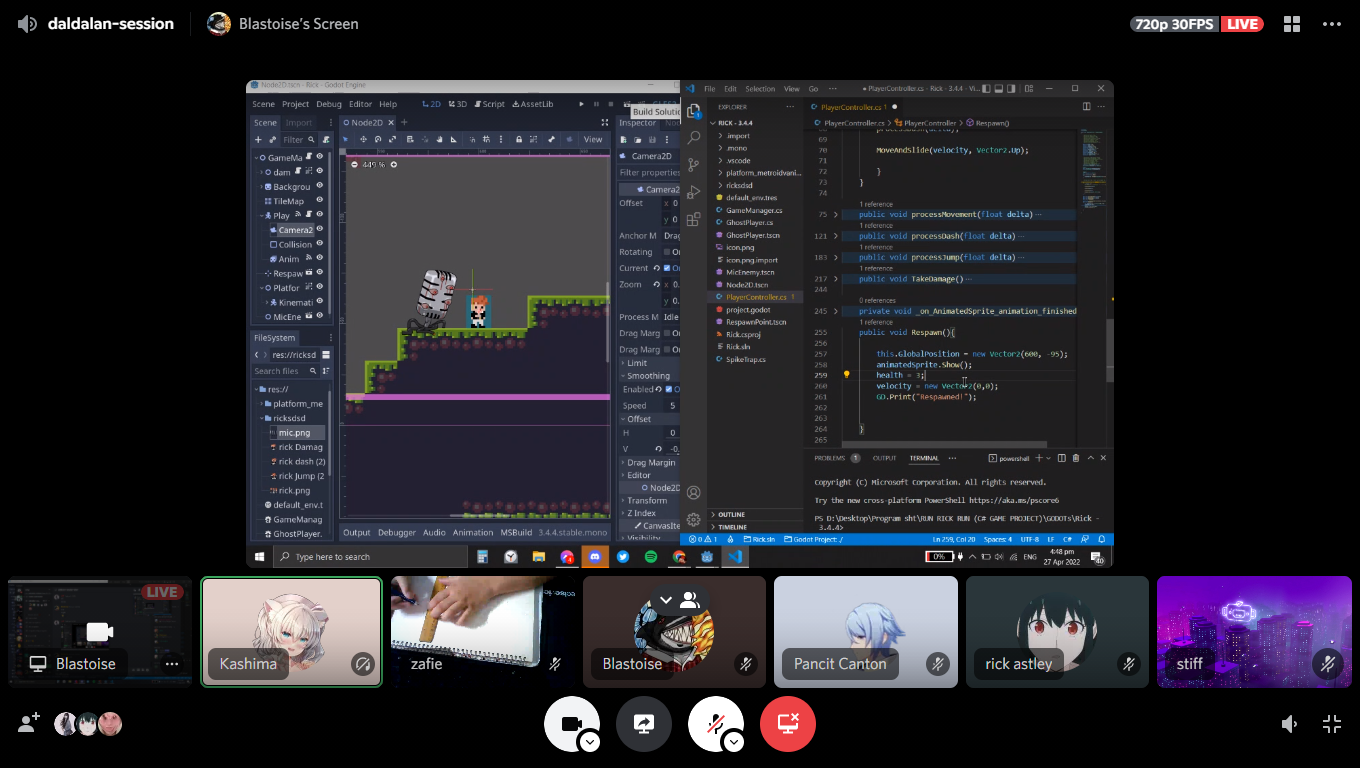 daldalan-session
Blastoise's Screen
720p 30FPS LIVE
Node2D.tscn - Rick - Godot Engine
Scene Project Debug Editor Help
2D 3D Script AssetLib
Build Solutio
Scene Import
Node2D
Filter
View
449 %
GameMa
dam
Backgrou
TileMap
Play
Camera2
Collision
Anim
Respaw
Platfor
Kinemati
MicEne
FileSystem
res://ricksd
Search files
res://
platform_me
ricksdsd
mic.png
rick Damag
rick dash (2)
rick Jump (2
rick.png
default_env.t
GameManag
GhostPlayer.
Inspector
Camera2D
Filter properties
Camera2
Offset
x 0
y 0
Anchor M Drag
Rotating
Current
Zoom
x 0.
y 0.
Process M Idle
Drag Marg
Drag Marg
Limit
Smoothing
Enabled
Speed 5
Offset
H 0
V -0.
Drag Margin
Editor
Node2D
Transform
Z Index
CanvasIte
Visibility
Output Debugger Audio Animation MSBuild 3.4.4.stable.mono
File Edit Selection View Go ···
PlayerController.cs - Rick - 3.4.4 - Vi...
EXPLORER
RICK - 3.4.4
.import
.mono
.vscode
platform_metroidvani...
ricksdsd
default_env.tres
GameManager.cs
GhostPlayer.cs
GhostPlayer.tscn
icon.png
icon.png.import
MicEnemy.tscn
Node2D.tscn
PlayerController.cs 1
project.godot
RespawnPoint.tscn
Rick.csproj
Rick.sln
SpikeTrap.cs
OUTLINE
TIMELINE
PlayerController.cs 1
PlayerController.cs > PlayerController > Respawn()
68 processDash(delta);
69
70 MoveAndSlide(velocity, Vector2.Up);
71
72 }
73 }
74
1 reference
75 public void processMovement(float delta)···
1 reference
121 public void processDash(float delta)···
1 reference
183 public void processJump(float delta)···
1 reference
217 public void TakeDamage()···
244
0 references
245 private void _on_AnimatedSprite_animation_finished
1 reference
255 public void Respawn(){
256
257 this.GlobalPosition = new Vector2(600, -95);
258 animatedSprite.Show();
259 health = 3;
260 velocity = new Vector2(0,0);
261 GD.Print("Respawned!");
262
263
264 }
265
PROBLEMS 1 OUTPUT TERMINAL ··· powershell
Copyright (C) Microsoft Corporation. All rights reserved.
Try the new cross-platform PowerShell https://aka.ms/pscore6
PS D:\Desktop\Program sht\RUN RICK RUN (C# GAME PROJECT)\GODOTs\Rick -
3.4.4>
0 1 Rick.sln Godot Project: ./ Ln 259, Col 20 Spaces: 4 UTF-8 LF C#
Type here to search
0%
ENG
4:48 pm
27 Apr 2022
40
LIVE
Blastoise
Kashima
zafie
Blastoise
Pancit Canton
rick astley
stiff